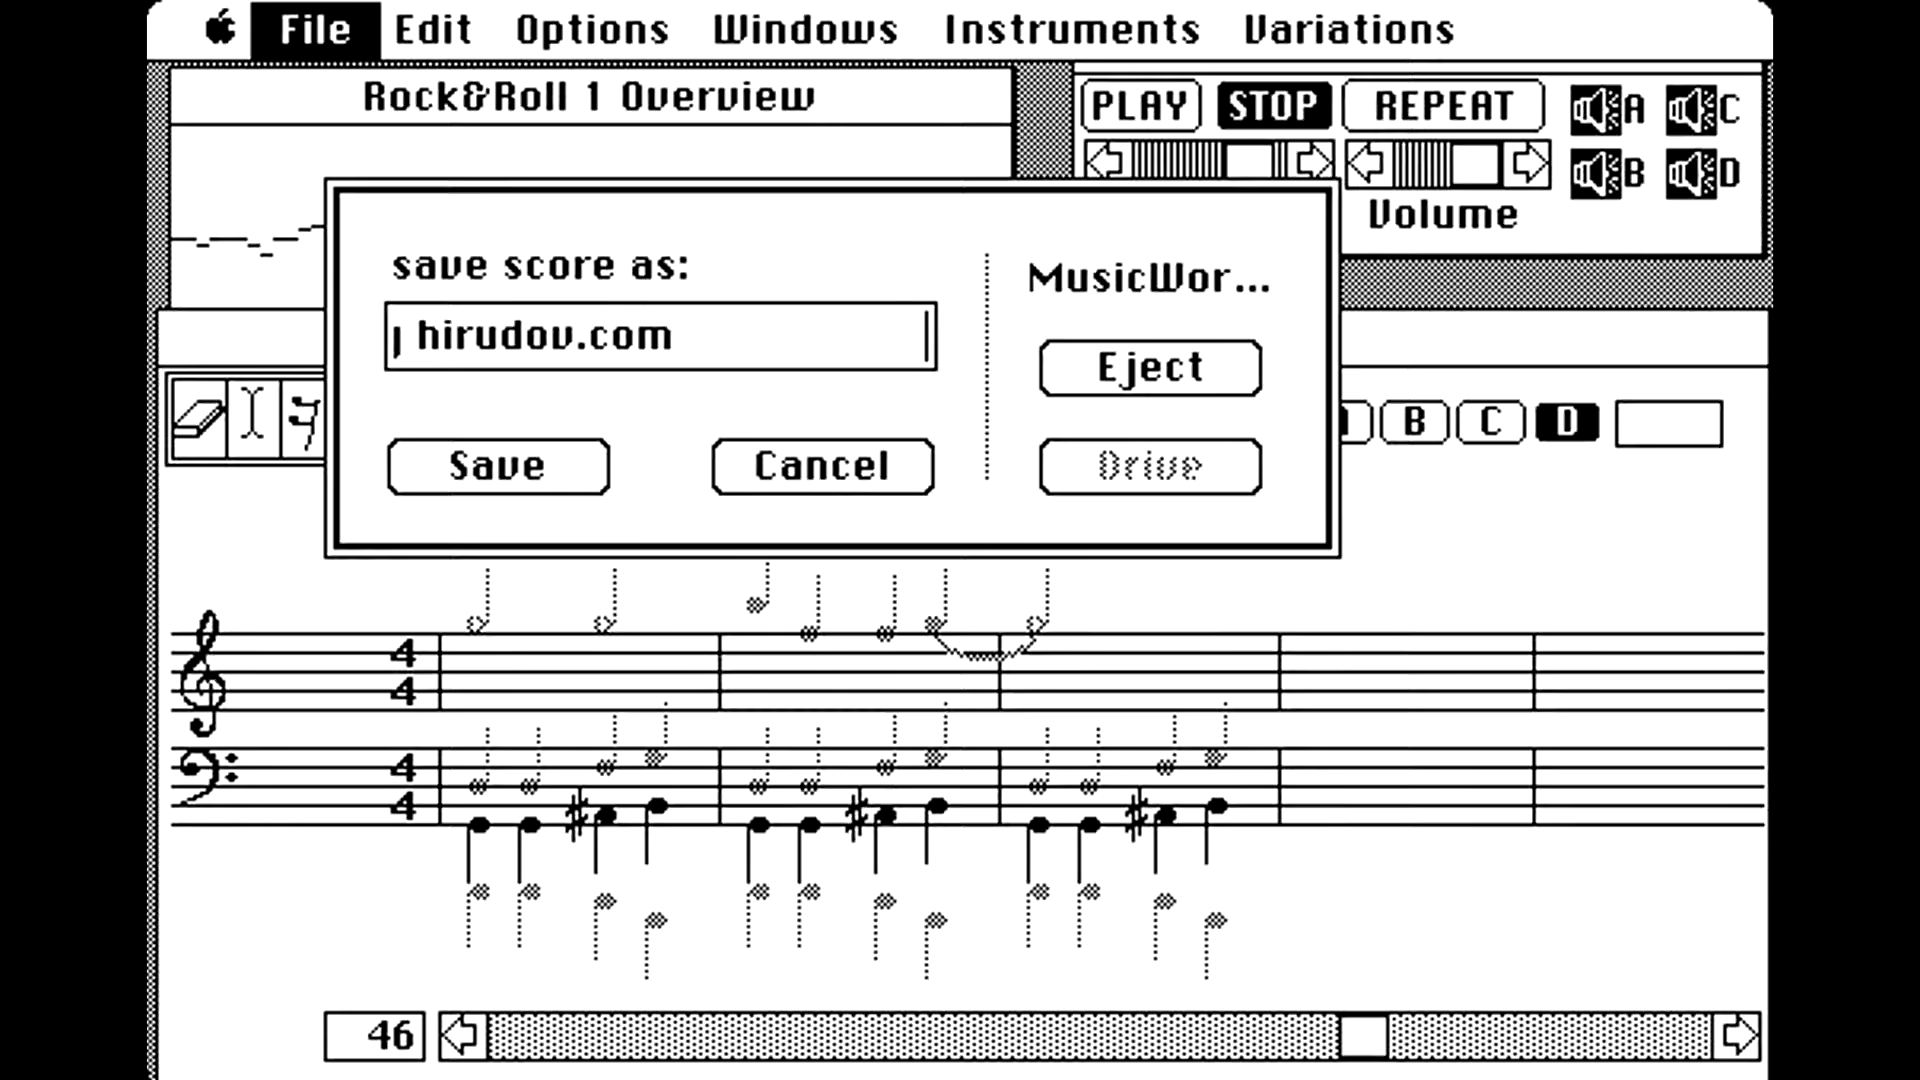 File Edit Options Windows Instruments Variations
Rock&Roll 1 Overview
PLAY STOP REPEAT
A C
B D
Volume
save score as:
hirudov.com
MusicWor...
Eject
Save Cancel Drive
B C D
4 4
4 4
46